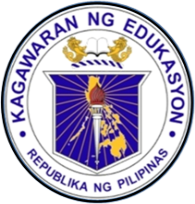 KAGAWARAN NG EDUKASYON
REPUBLIKA NG PILIPINAS